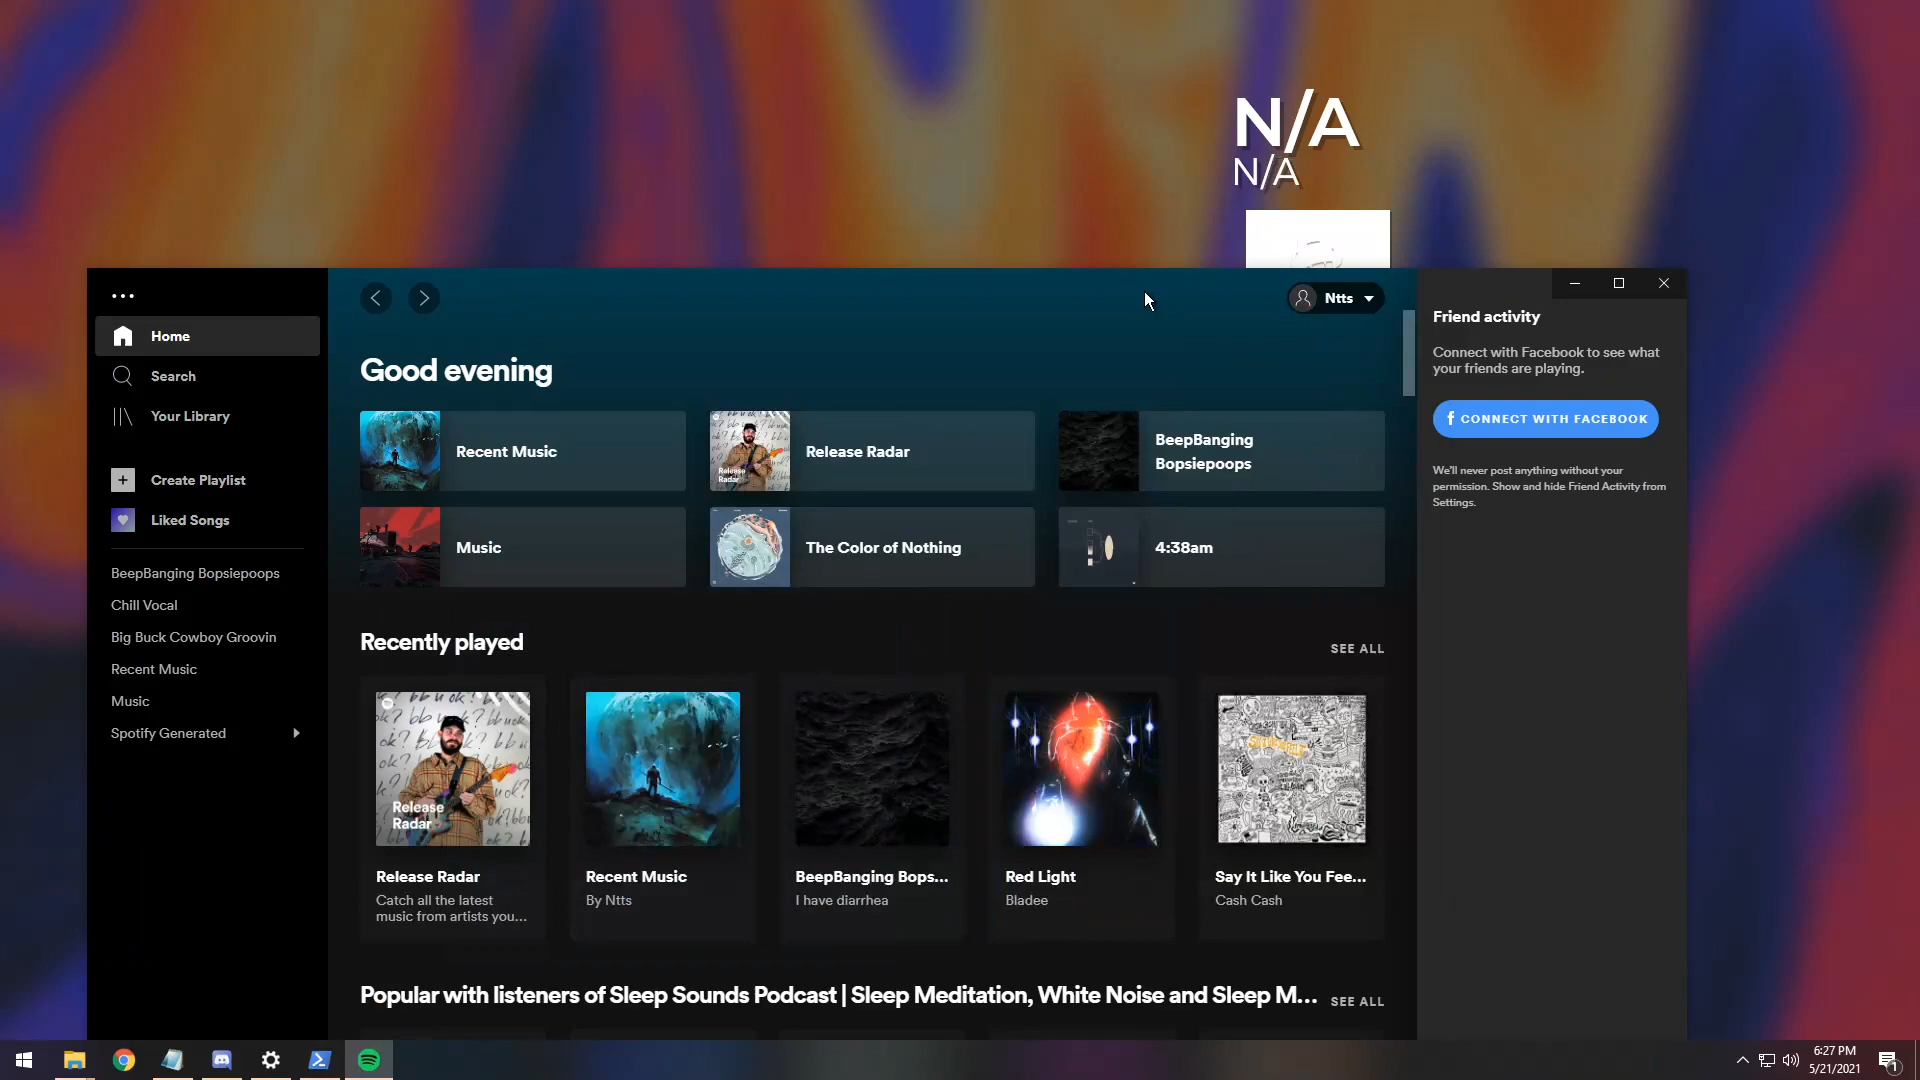 N/A
N/A
Ntts
Home
Search
Your Library
Create Playlist
Liked Songs
BeepBanging Bopsiepoops
Chill Vocal
Big Buck Cowboy Groovin
Recent Music
Music
Spotify Generated
Good evening
Recent Music
Release Radar
BeepBanging
Bopsiepoops
Music
The Color of Nothing
4:38am
Recently played
SEE ALL
Release
Radar
Release Radar
Catch all the latest
music from artists you...
Recent Music
By Ntts
BeepBanging Bops...
I have diarrhea
Red Light
Bladee
Say It Like You Fee...
Cash Cash
Popular with listeners of Sleep Sounds Podcast | Sleep Meditation, White Noise and Sleep M...
SEE ALL
Friend activity
Connect with Facebook to see what
your friends are playing.
CONNECT WITH FACEBOOK
We'll never post anything without your
permission. Show and hide Friend Activity from
Settings.
6:27 PM
5/21/2021
1